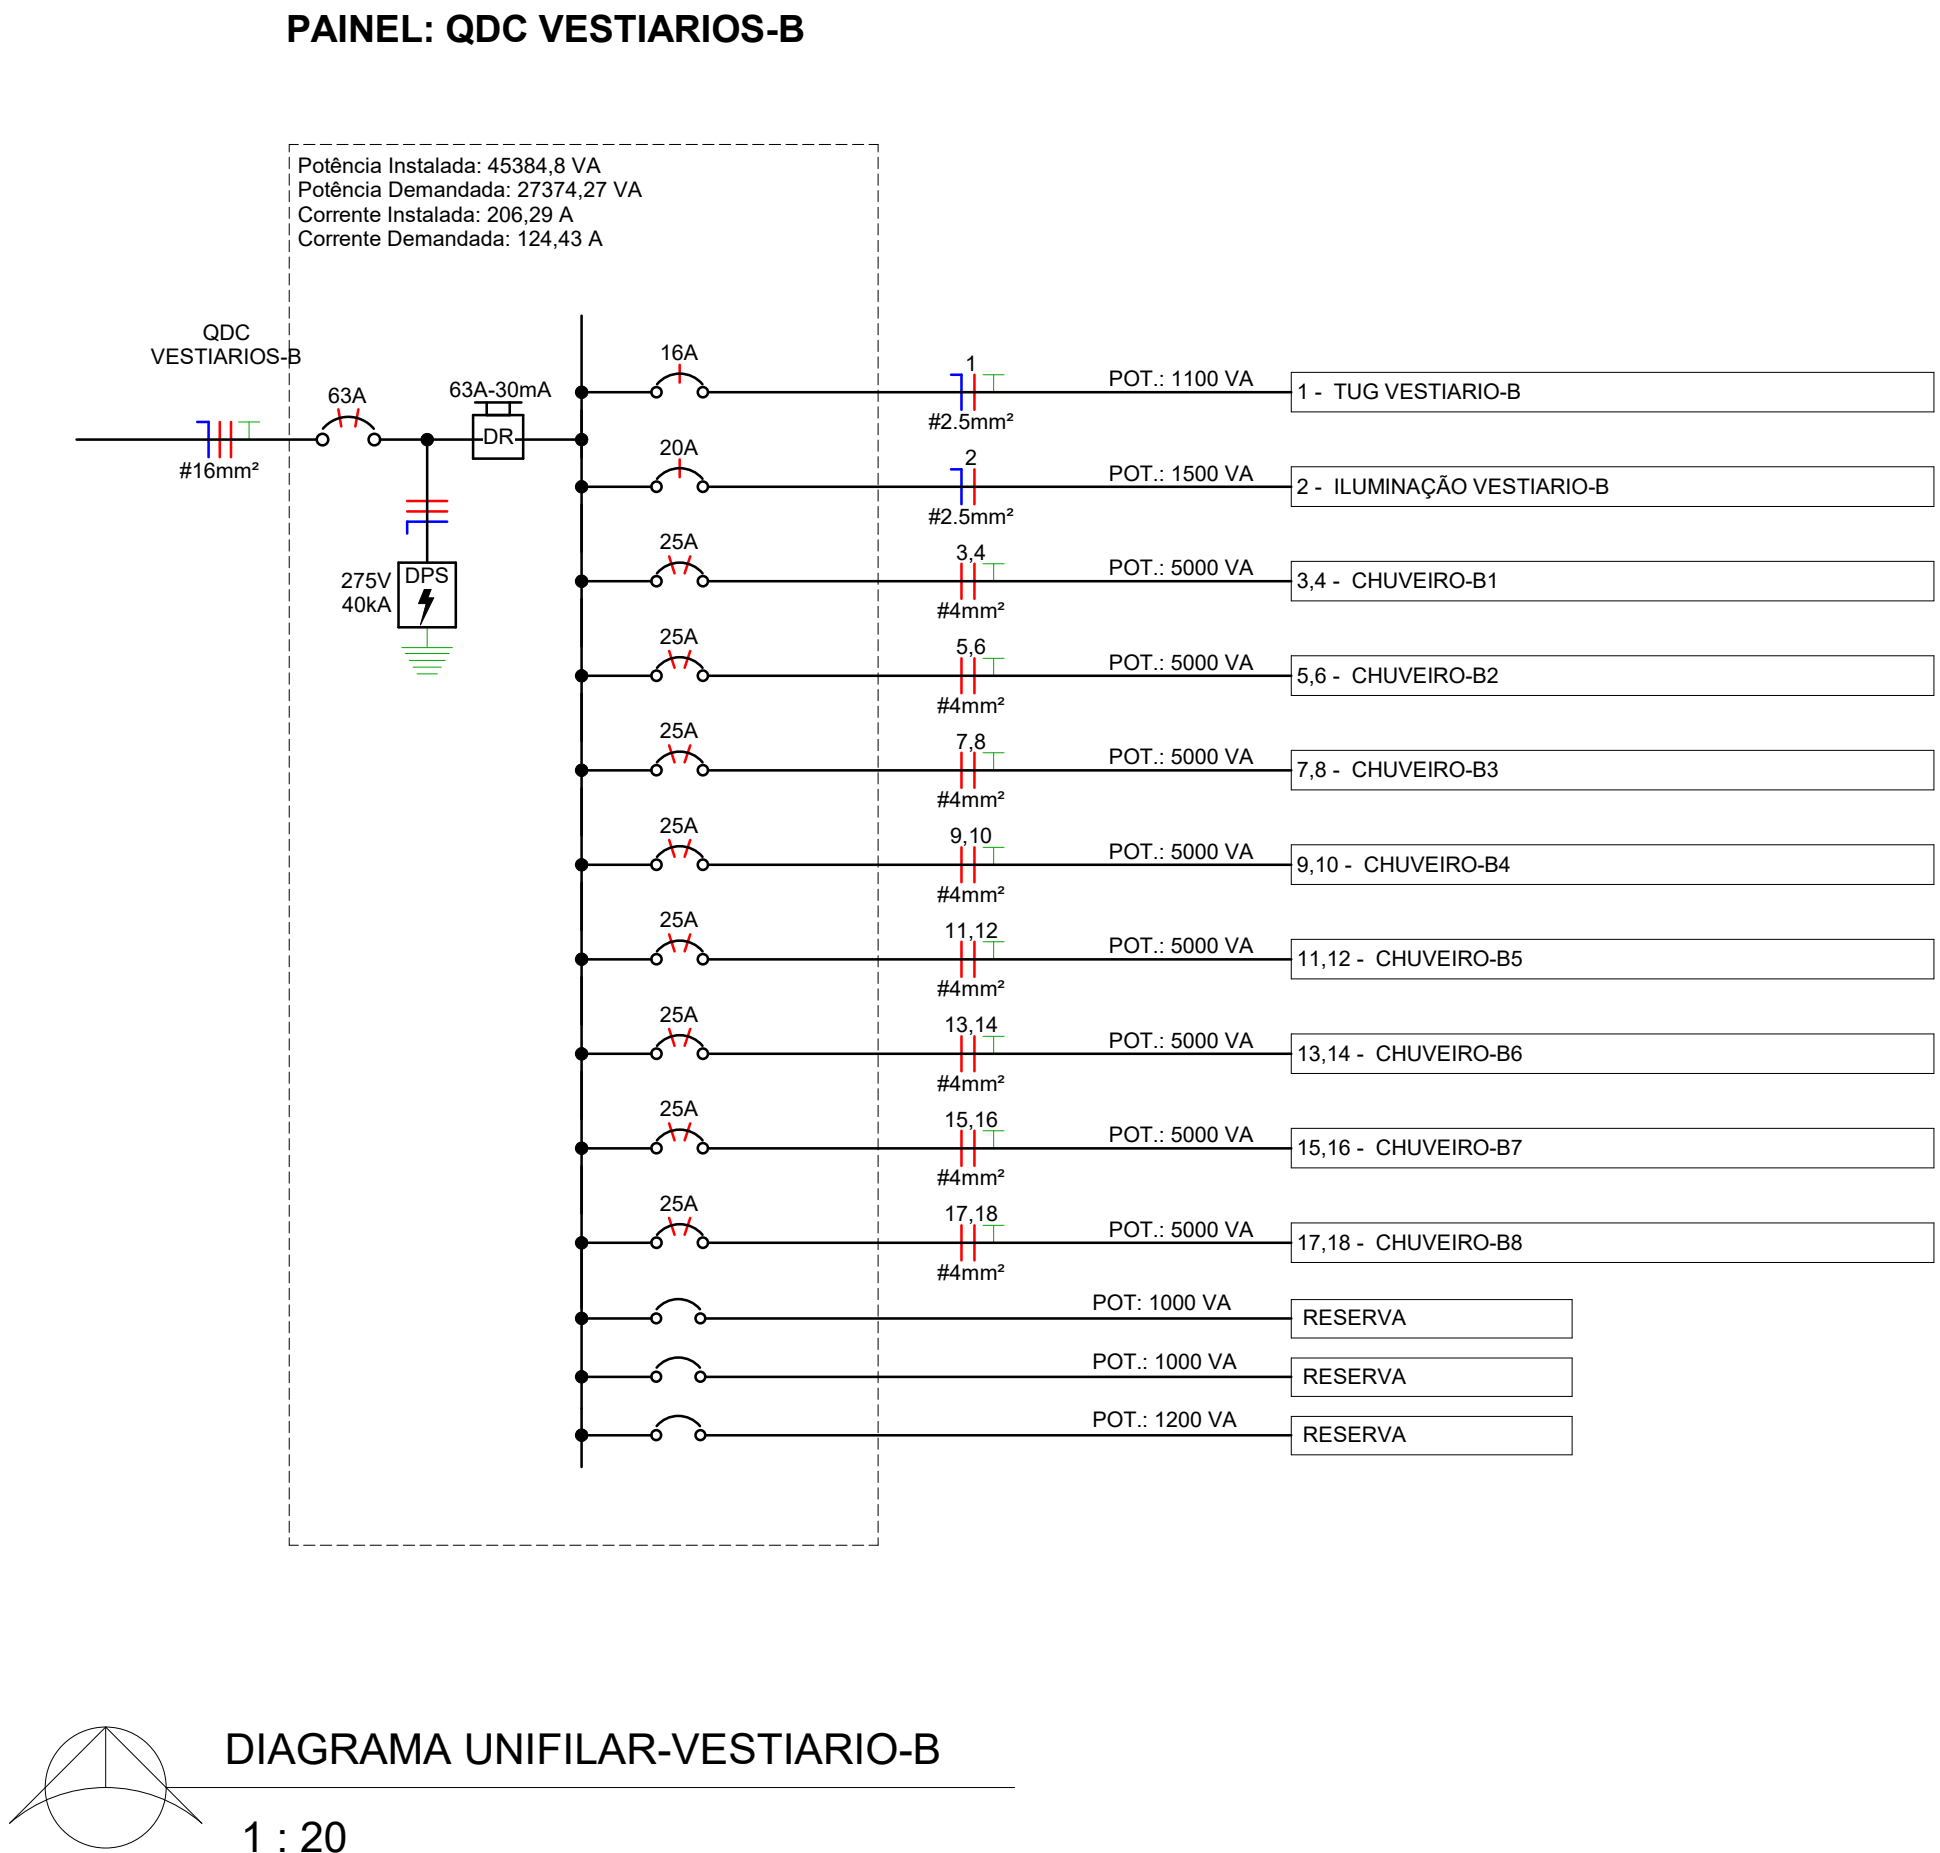 PAINEL: QDC VESTIARIOS-B
Potência Instalada: 45384,8 VA
Potência Demandada: 27374,27 VA
Corrente Instalada: 206,29 A
Corrente Demandada: 124,43 A
QDC
VESTIARIOS-B
63A
63A-30mA
DR
#16mm²
275V
40kA
DPS
16A
1
#2.5mm²
POT.: 1100 VA
1 - TUG VESTIARIO-B
20A
2
#2.5mm²
POT.: 1500 VA
2 - ILUMINAÇÃO VESTIARIO-B
25A
3,4
#4mm²
POT.: 5000 VA
3,4 - CHUVEIRO-B1
25A
5,6
#4mm²
POT.: 5000 VA
5,6 - CHUVEIRO-B2
25A
7,8
#4mm²
POT.: 5000 VA
7,8 - CHUVEIRO-B3
25A
9,10
#4mm²
POT.: 5000 VA
9,10 - CHUVEIRO-B4
25A
11,12
#4mm²
POT.: 5000 VA
11,12 - CHUVEIRO-B5
25A
13,14
#4mm²
POT.: 5000 VA
13,14 - CHUVEIRO-B6
25A
15,16
#4mm²
POT.: 5000 VA
15,16 - CHUVEIRO-B7
25A
17,18
#4mm²
POT.: 5000 VA
17,18 - CHUVEIRO-B8
POT: 1000 VA
RESERVA
POT.: 1000 VA
RESERVA
POT.: 1200 VA
RESERVA
DIAGRAMA UNIFILAR-VESTIARIO-B
1 : 20